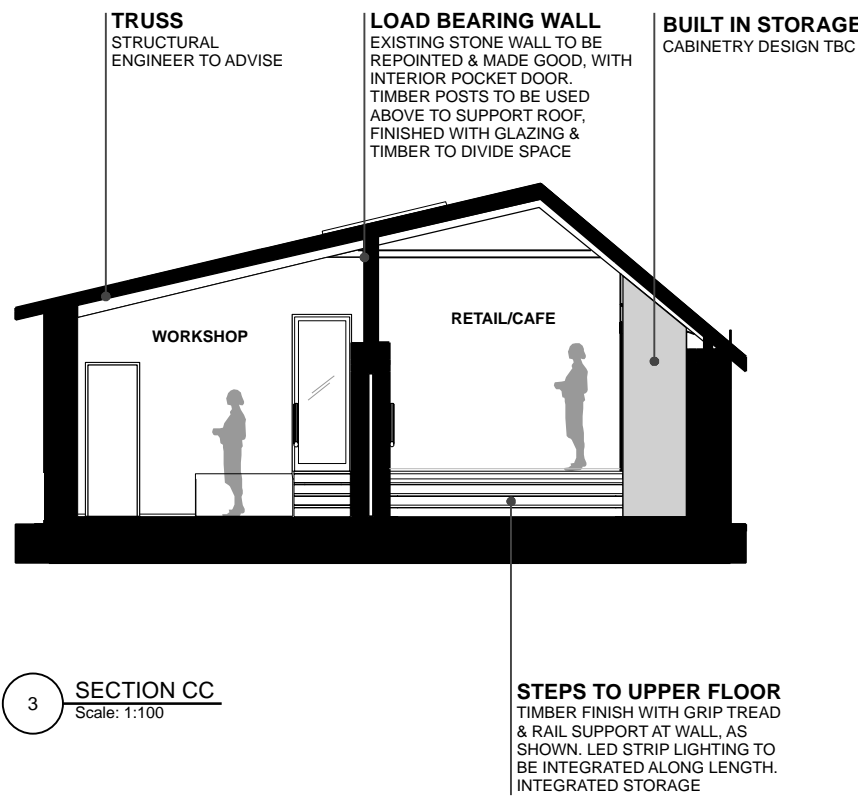 TRUSS
STRUCTURAL
ENGINEER TO ADVISE
LOAD BEARING WALL
EXISTING STONE WALL TO BE
REPOINTED & MADE GOOD, WITH
INTERIOR POCKET DOOR.
TIMBER POSTS TO BE USED
ABOVE TO SUPPORT ROOF,
FINISHED WITH GLAZING &
TIMBER TO DIVIDE SPACE
BUILT IN STORAGE
CABINETRY DESIGN TBC
WORKSHOP
RETAIL/CAFE
3
SECTION CC
Scale: 1:100
STEPS TO UPPER FLOOR
TIMBER FINISH WITH GRIP TREAD
& RAIL SUPPORT AT WALL, AS
SHOWN. LED STRIP LIGHTING TO
BE INTEGRATED ALONG LENGTH.
INTEGRATED STORAGE